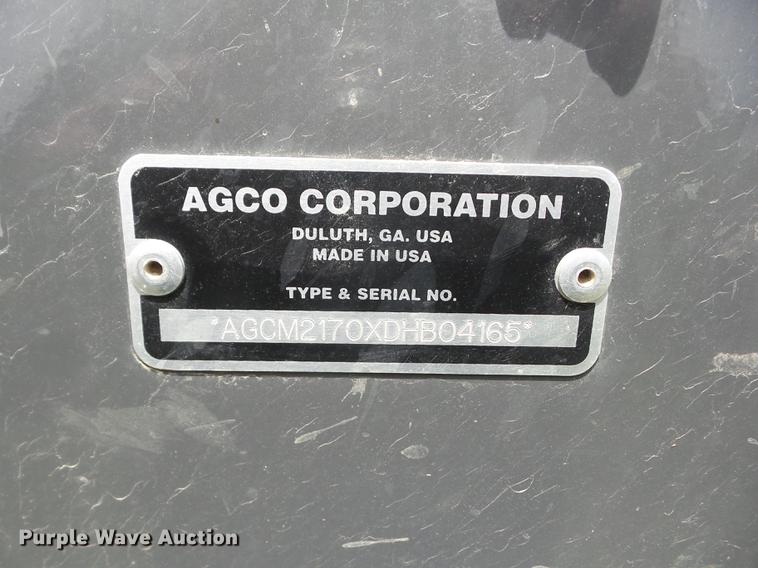 AGCO CORPORATION
DULUTH, GA. USA
MADE IN USA
TYPE & SERIAL NO.
*AGCM2170XDHB04165*
Purple Wave Auction